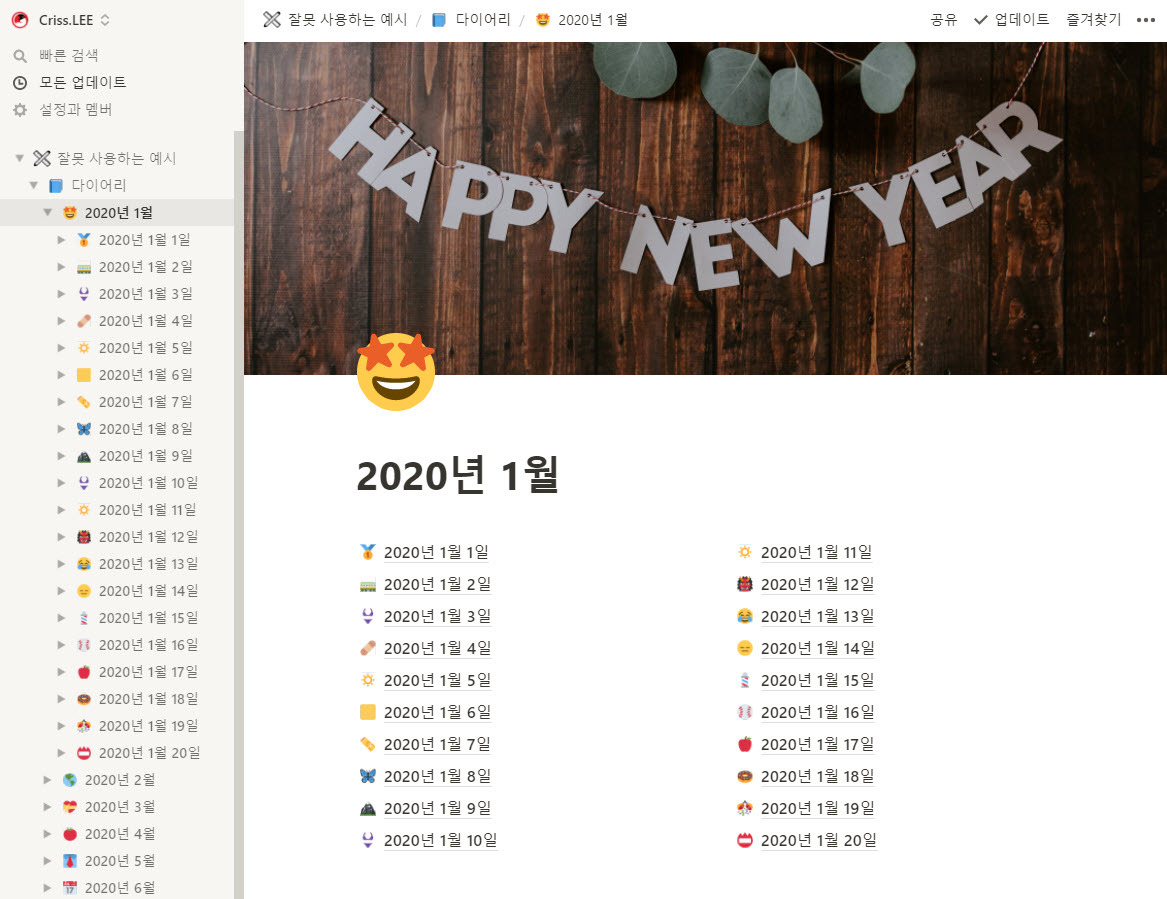 Criss.LEE
빠른 검색
모든 업데이트
설정과 멤버
잘못 사용하는 예시
다이어리
2020년 1월
2020년 1월 1일
2020년 1월 2일
2020년 1월 3일
2020년 1월 4일
2020년 1월 5일
2020년 1월 6일
2020년 1월 7일
2020년 1월 8일
2020년 1월 9일
2020년 1월 10일
2020년 1월 11일
2020년 1월 12일
2020년 1월 13일
2020년 1월 14일
2020년 1월 15일
2020년 1월 16일
2020년 1월 17일
2020년 1월 18일
2020년 1월 19일
2020년 1월 20일
2020년 2월
2020년 3월
2020년 4월
2020년 5월
2020년 6월
잘못 사용하는 예시 / 다이어리 / 2020년 1월
공유 업데이트 즐겨찾기
HAPPY NEW YEAR
2020년 1월
2020년 1월 1일
2020년 1월 2일
2020년 1월 3일
2020년 1월 4일
2020년 1월 5일
2020년 1월 6일
2020년 1월 7일
2020년 1월 8일
2020년 1월 9일
2020년 1월 10일
2020년 1월 11일
2020년 1월 12일
2020년 1월 13일
2020년 1월 14일
2020년 1월 15일
2020년 1월 16일
2020년 1월 17일
2020년 1월 18일
2020년 1월 19일
2020년 1월 20일